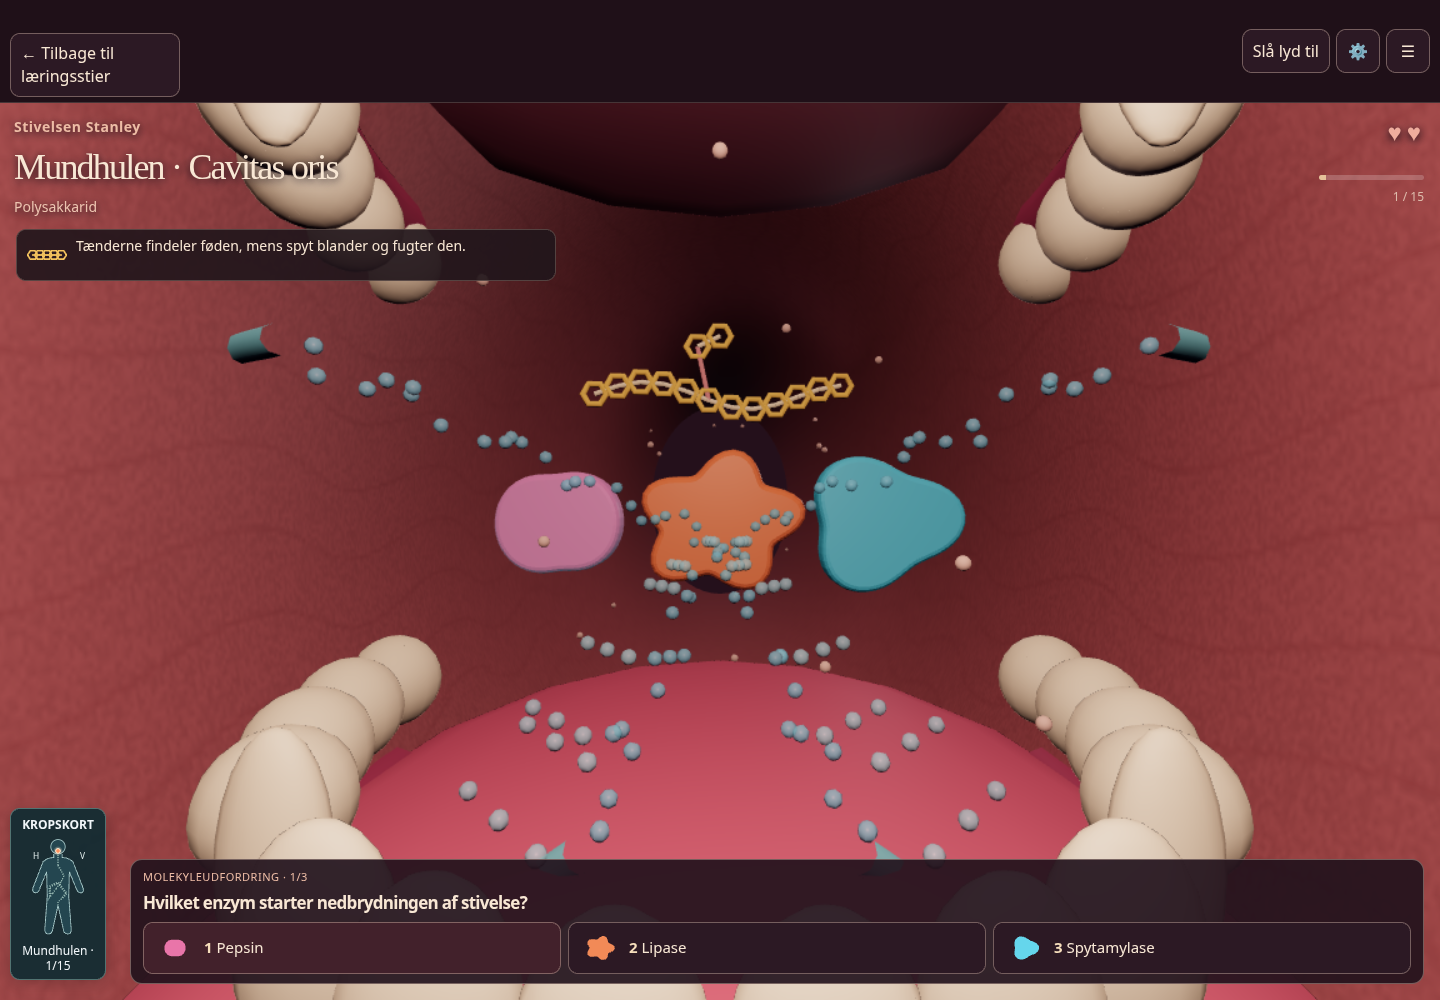 ← Tilbage til
læringsstier
Slå lyd til
Stivelsen Stanley
Mundhulen · Cavitas oris
Polysakkarid
1 / 15
Tænderne findeler føden, mens spyt blander og fugter den.
KROPSKORT
H V
Mundhulen ·
1/15
MOLEKYLEUDFORDRING · 1/3
Hvilket enzym starter nedbrydningen af stivelse?
1 Pepsin
2 Lipase
3 Spytamylase